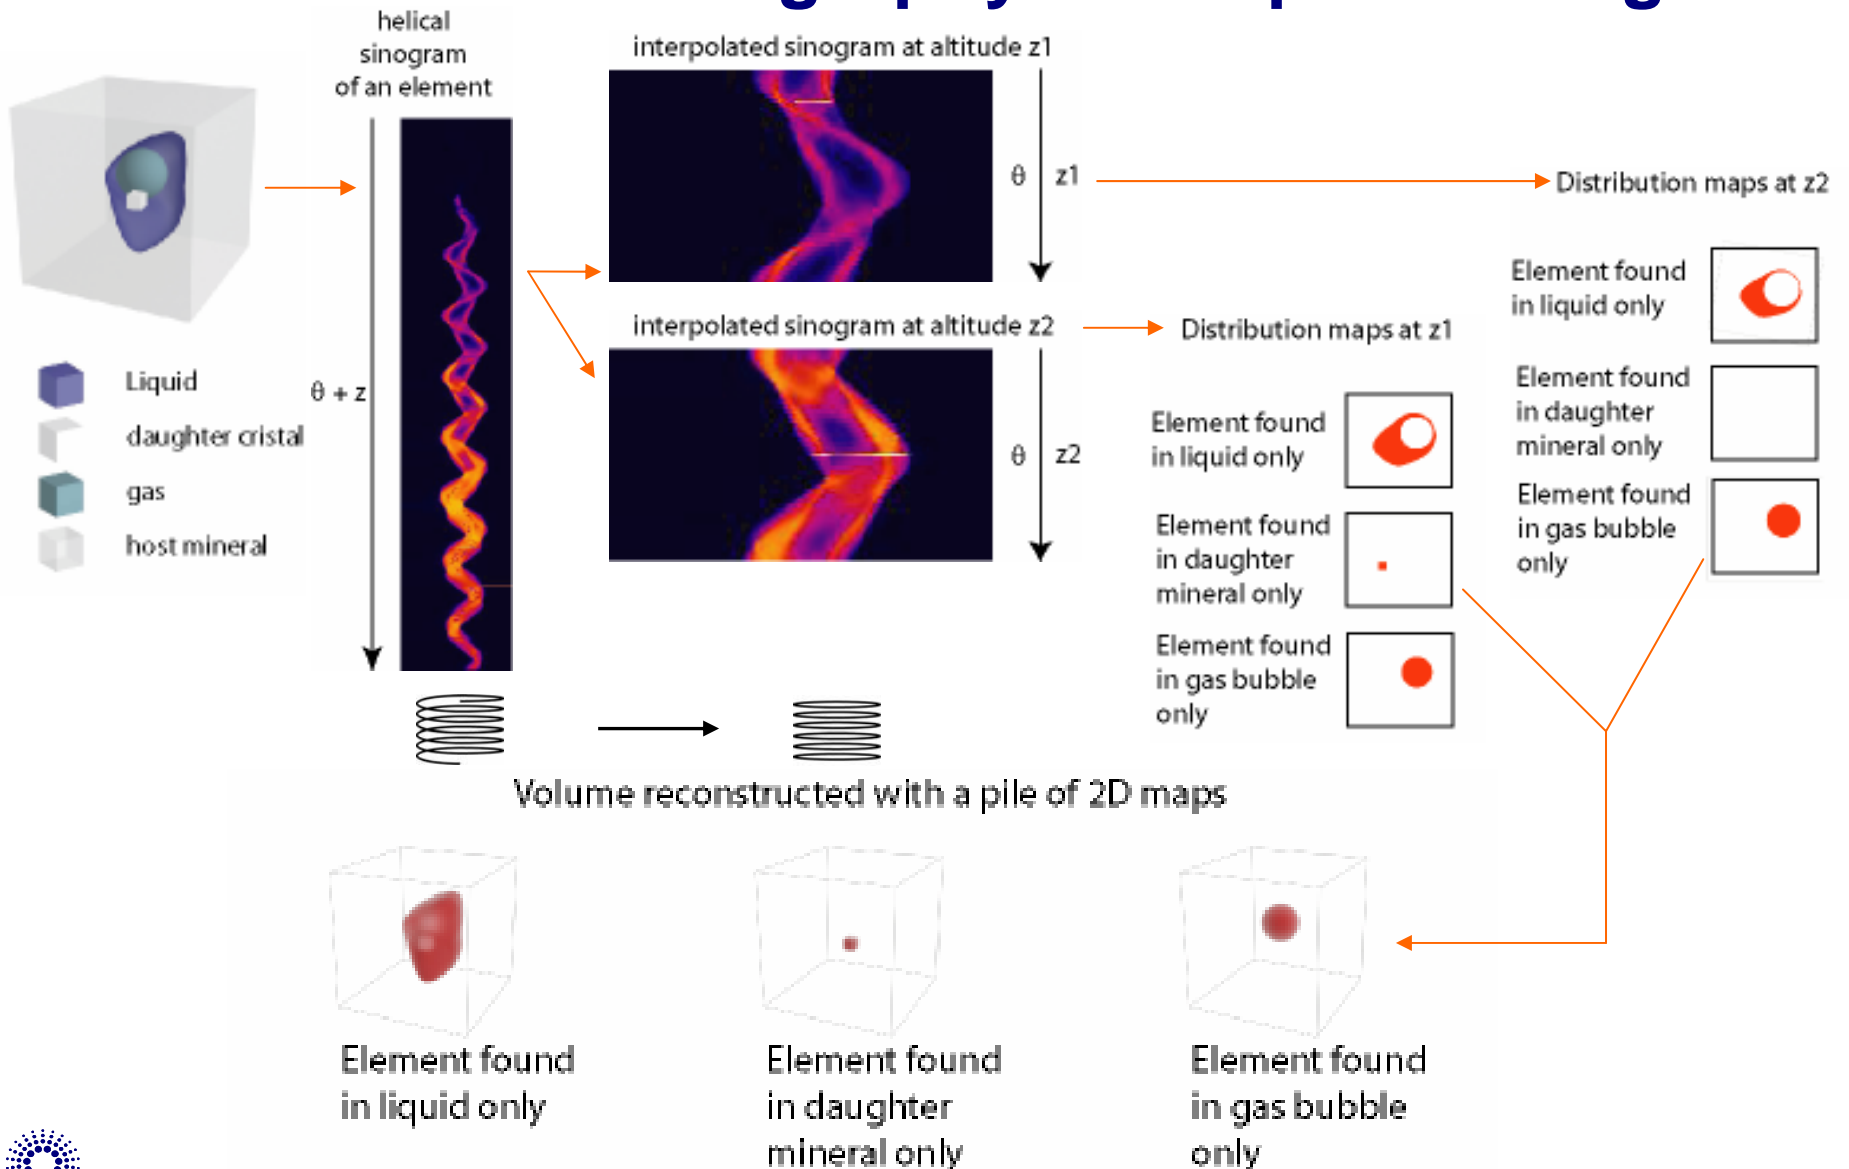 helical
sinogram
of an element
interpolated sinogram at altitude z1
θ
z1
Distribution maps at z2
Liquid
daughter cristal
gas
host mineral
θ + z
interpolated sinogram at altitude z2
θ
z2
Distribution maps at z1
Element found
in liquid only
Element found
in daughter
mineral only
Element found
in gas bubble
only
Element found
in liquid only
Element found
in daughter
mineral only
Element found
in gas bubble
only
Volume reconstructed with a pile of 2D maps
Element found
in liquid only
Element found
in daughter
mineral only
Element found
in gas bubble
only